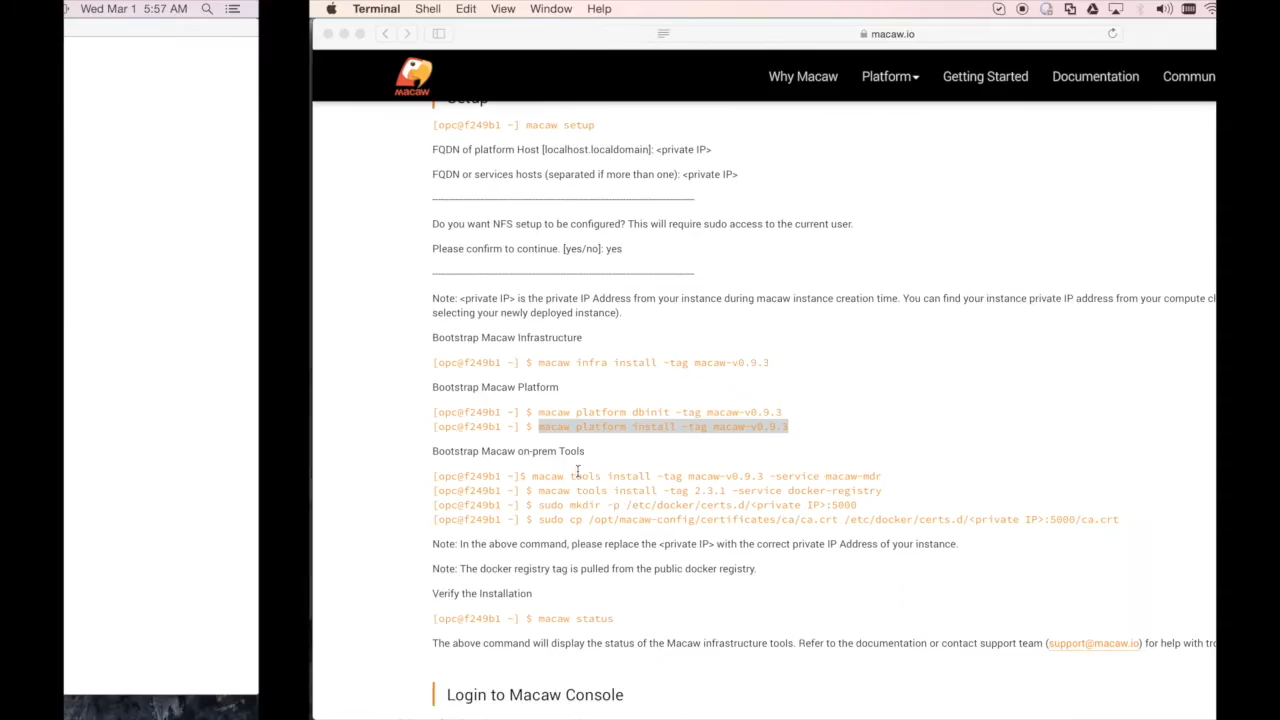 Wed Mar 1 5:57 AM
Terminal Shell Edit View Window Help
macaw.io
MACAW
Why Macaw Platform Getting Started Documentation Commun
Setup
[opc@f249b1 ~] macaw setup
FQDN of platform Host [localhost.localdomain]: <private IP>
FQDN or services hosts (separated if more than one): <private IP>
Do you want NFS setup to be configured? This will require sudo access to the current user.
Please confirm to continue. [yes/no]: yes
Note: <private IP> is the private IP Address from your instance during macaw instance creation time. You can find your instance private IP address from your compute cl
selecting your newly deployed instance).
Bootstrap Macaw Infrastructure
[opc@f249b1 ~] $ macaw infra install -tag macaw-v0.9.3
Bootstrap Macaw Platform
[opc@f249b1 ~] $ macaw platform dbinit -tag macaw-v0.9.3
[opc@f249b1 ~] $ macaw platform install -tag macaw-v0.9.3
Bootstrap Macaw on-prem Tools
[opc@f249b1 ~]$ macaw tools install -tag macaw-v0.9.3 -service macaw-mdr
[opc@f249b1 ~] $ macaw tools install -tag 2.3.1 -service docker-registry
[opc@f249b1 ~] $ sudo mkdir -p /etc/docker/certs.d/<private IP>:5000
[opc@f249b1 ~] $ sudo cp /opt/macaw-config/certificates/ca/ca.crt /etc/docker/certs.d/<private IP>:5000/ca.crt
Note: In the above command, please replace the <private IP> with the correct private IP Address of your instance.
Note: The docker registry tag is pulled from the public docker registry.
Verify the Installation
[opc@f249b1 ~] $ macaw status
The above command will display the status of the Macaw infrastructure tools. Refer to the documentation or contact support team (support@macaw.io) for help with tro
Login to Macaw Console